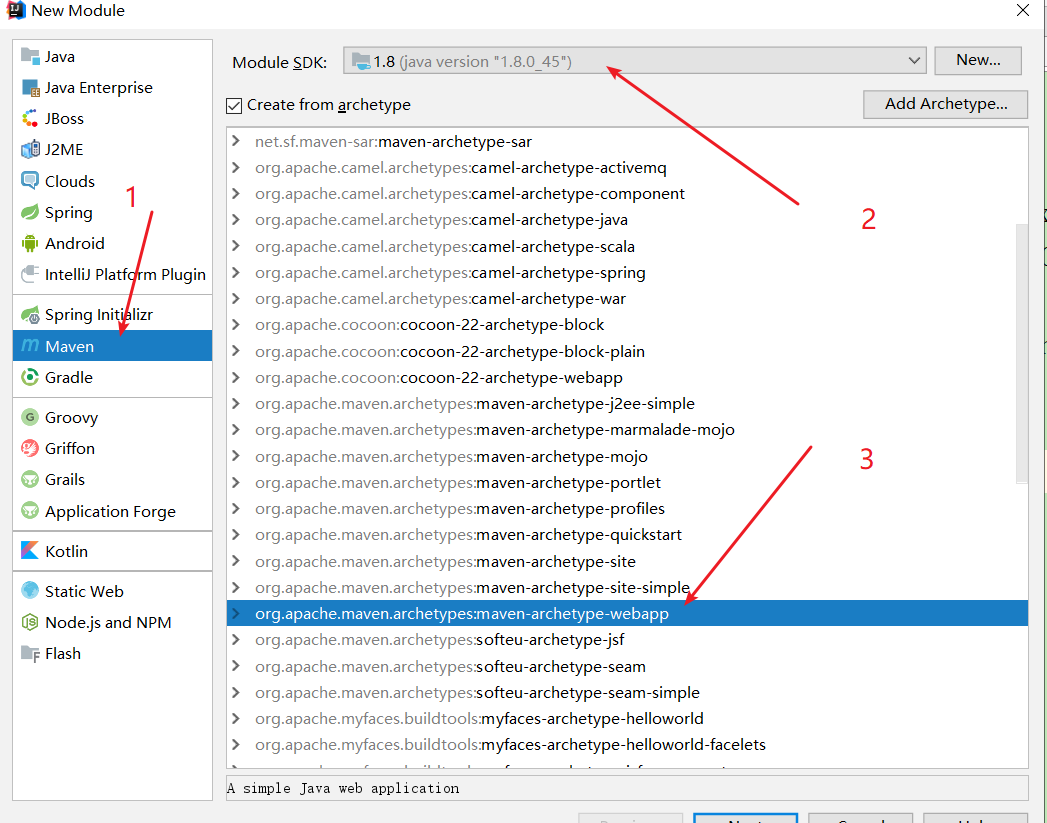 New Module
Java
Java Enterprise
JBoss
J2ME
Clouds
Spring
Android
IntelliJ Platform Plugin
Spring Initializr
Maven
Gradle
Groovy
Griffon
Grails
Application Forge
Kotlin
Static Web
Node.js and NPM
Flash
1
Module SDK: 1.8 (java version "1.8.0_45") New...
Create from archetype Add Archetype...
2
3
net.sf.maven-sar:maven-archetype-sar
org.apache.camel.archetypes:camel-archetype-activemq
org.apache.camel.archetypes:camel-archetype-component
org.apache.camel.archetypes:camel-archetype-java
org.apache.camel.archetypes:camel-archetype-scala
org.apache.camel.archetypes:camel-archetype-spring
org.apache.camel.archetypes:camel-archetype-war
org.apache.cocoon:cocoon-22-archetype-block
org.apache.cocoon:cocoon-22-archetype-block-plain
org.apache.cocoon:cocoon-22-archetype-webapp
org.apache.maven.archetypes:maven-archetype-j2ee-simple
org.apache.maven.archetypes:maven-archetype-marmalade-mojo
org.apache.maven.archetypes:maven-archetype-mojo
org.apache.maven.archetypes:maven-archetype-portlet
org.apache.maven.archetypes:maven-archetype-profiles
org.apache.maven.archetypes:maven-archetype-quickstart
org.apache.maven.archetypes:maven-archetype-site
org.apache.maven.archetypes:maven-archetype-site-simple
org.apache.maven.archetypes:maven-archetype-webapp
org.apache.maven.archetypes:softeu-archetype-jsf
org.apache.maven.archetypes:softeu-archetype-seam
org.apache.maven.archetypes:softeu-archetype-seam-simple
org.apache.myfaces.buildtools:myfaces-archetype-helloworld
org.apache.myfaces.buildtools:myfaces-archetype-helloworld-facelets
A simple Java web application